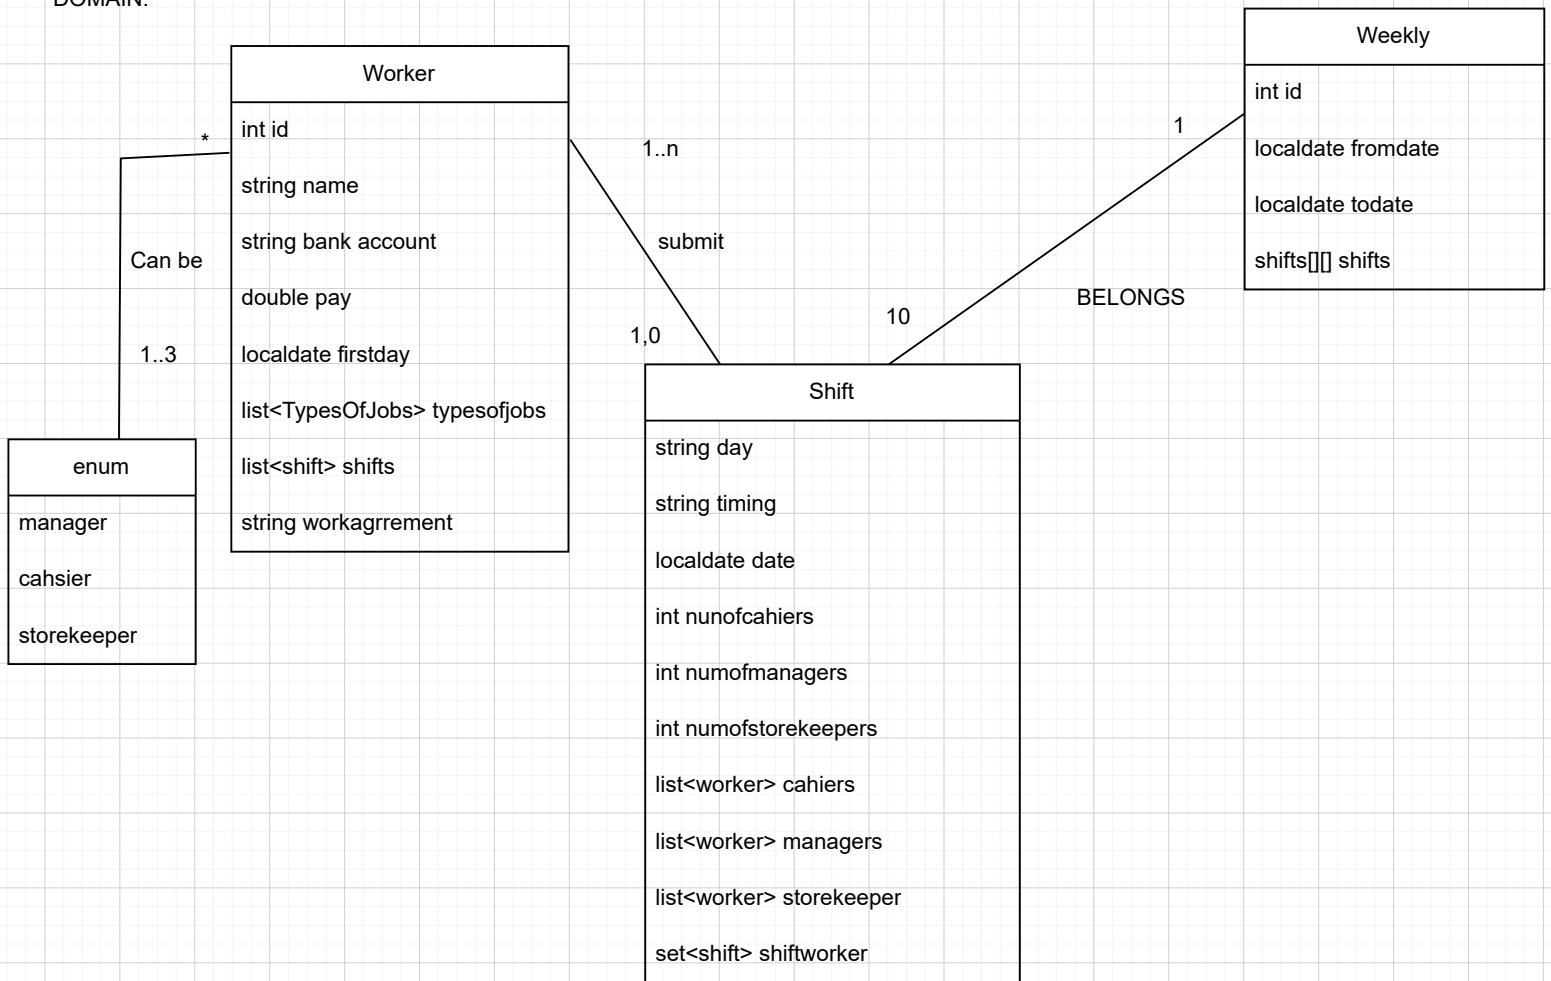 DOMAIN:
Worker
int id
string name
string bank account
double pay
localdate firstday
list<TypesOfJobs> typesofjobs
list<shift> shifts
string workagrrement
*
Can be
1..3
enum
manager
cahsier
storekeeper
1..n
submit
1,0
Weekly
int id
localdate fromdate
localdate todate
shifts[][] shifts
1
BELONGS
10
Shift
string day
string timing
localdate date
int nunofcahiers
int numofmanagers
int numofstorekeepers
list<worker> cahiers
list<worker> managers
list<worker> storekeeper
set<shift> shiftworker